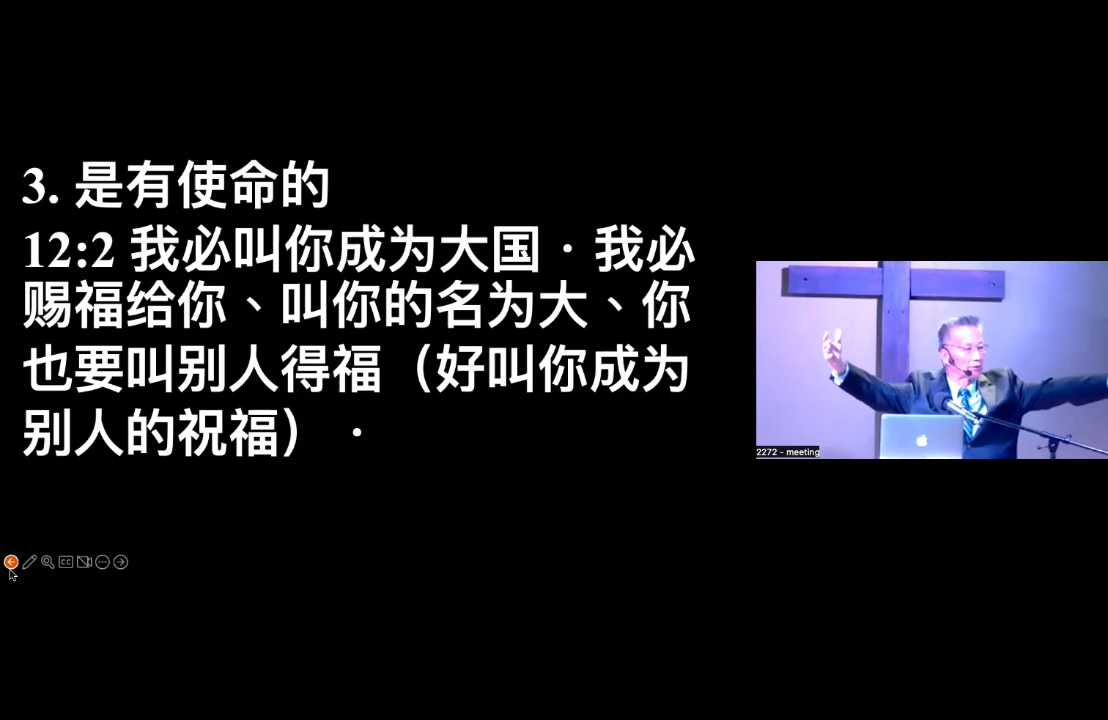 3. 是有使命的
12:2 我必叫你成为大国．我必
赐福给你、叫你的名为大、你
也要叫别人得福（好叫你成为
别人的祝福）．
2272 - meeting
CC